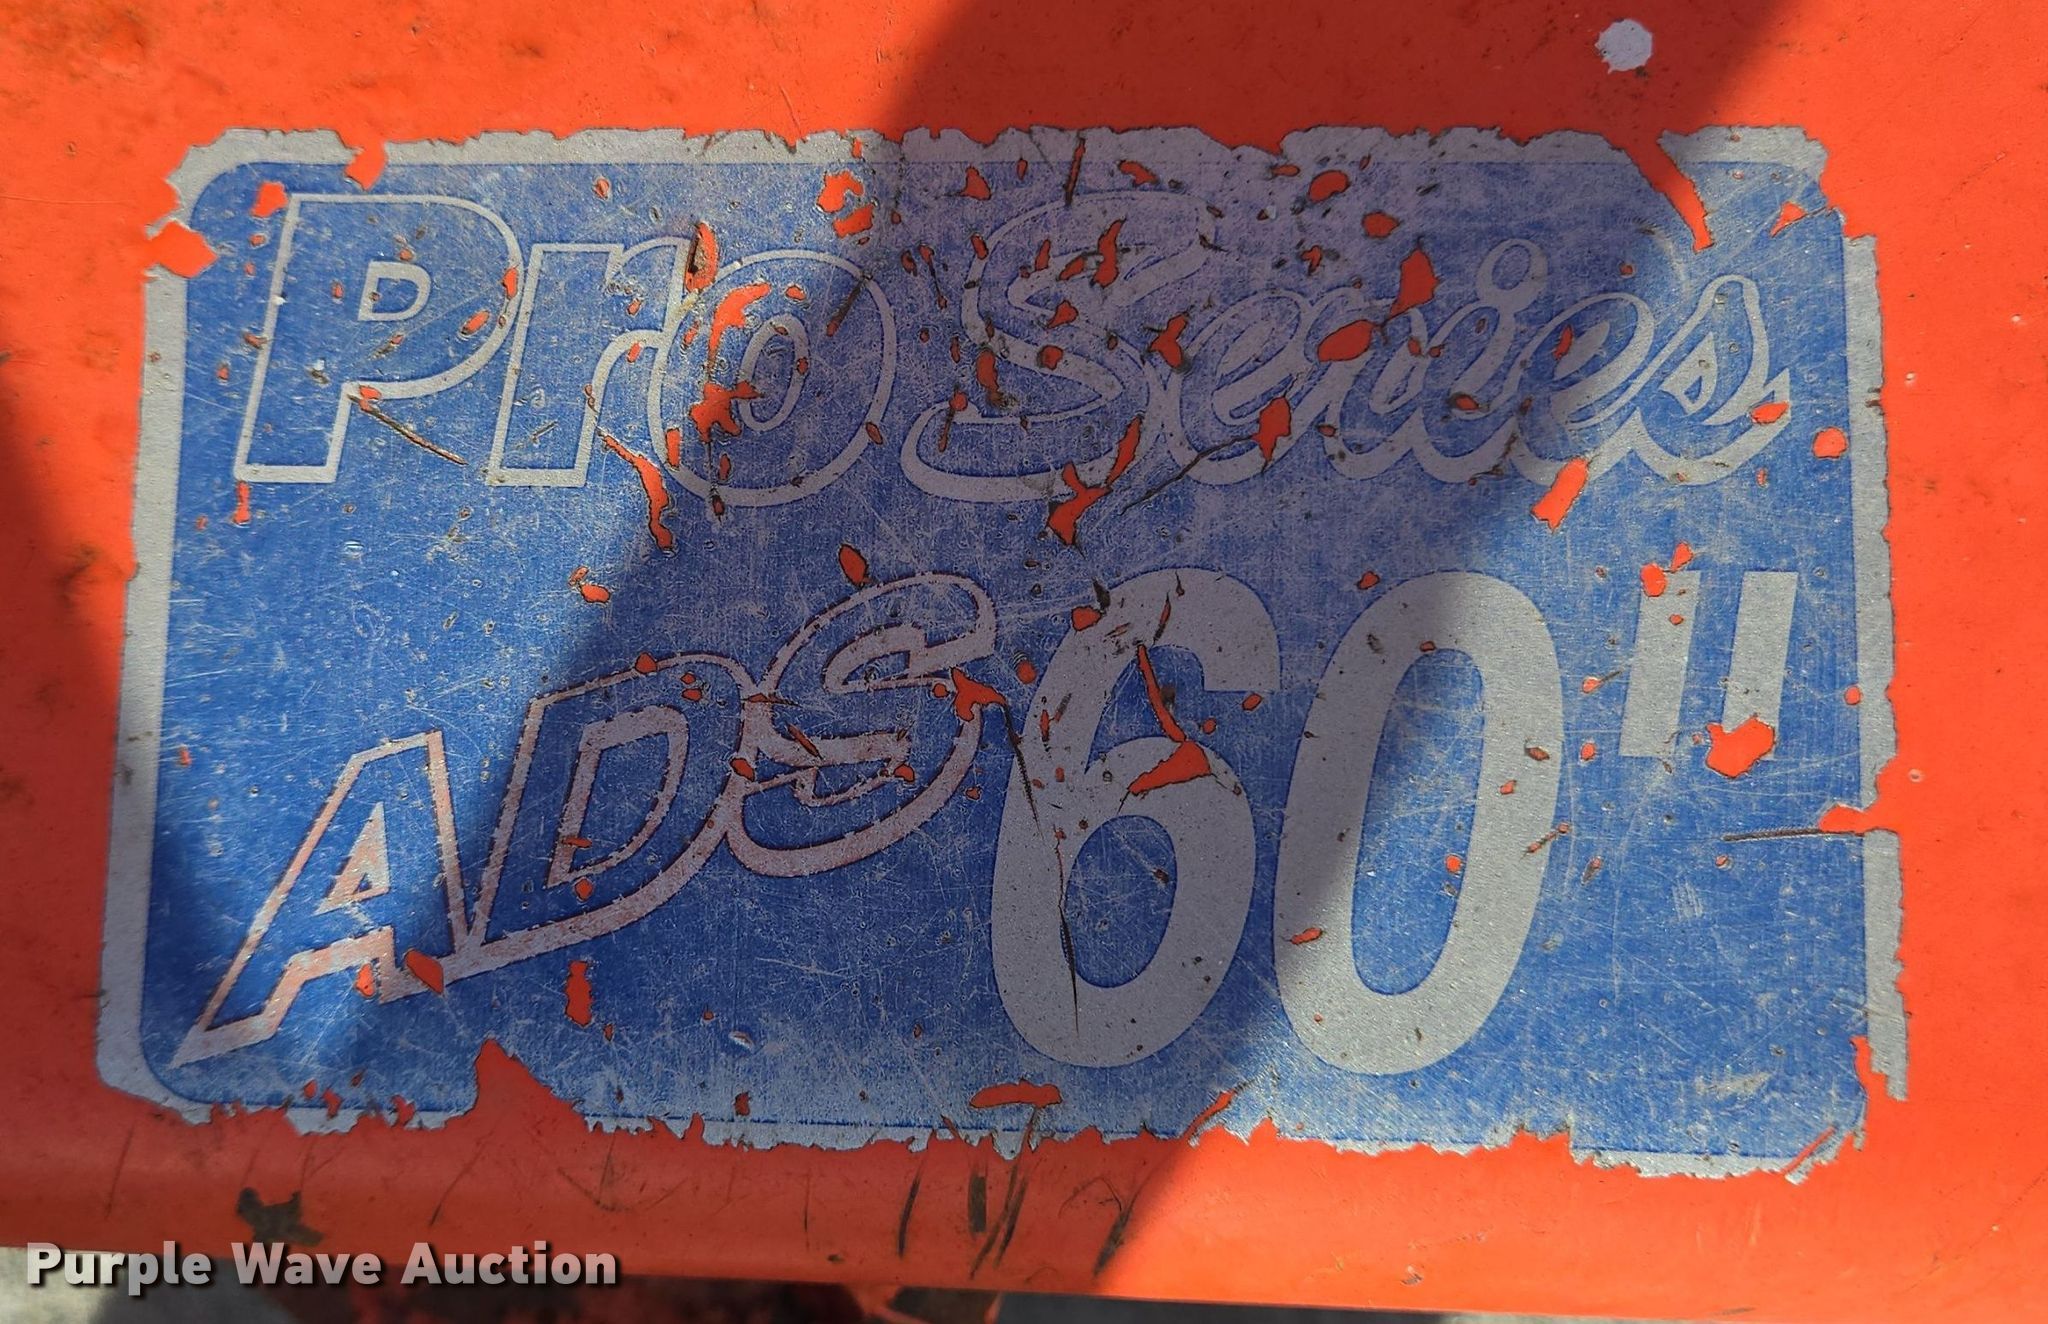 Pro Series
ADS 60"
Purple Wave Auction